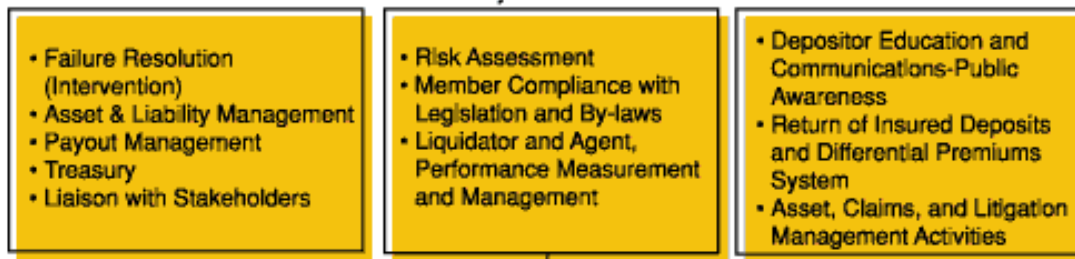 • Failure Resolution
(Intervention)
• Asset & Liability Management
• Payout Management
• Treasury
• Liaison with Stakeholders
• Risk Assessment
• Member Compliance with
Legislation and By-laws
• Liquidator and Agent,
Performance Measurement
and Management
• Depositor Education and
Communications-Public
Awareness
• Return of Insured Deposits
and Differential Premiums
System
• Asset, Claims, and Litigation
Management Activities